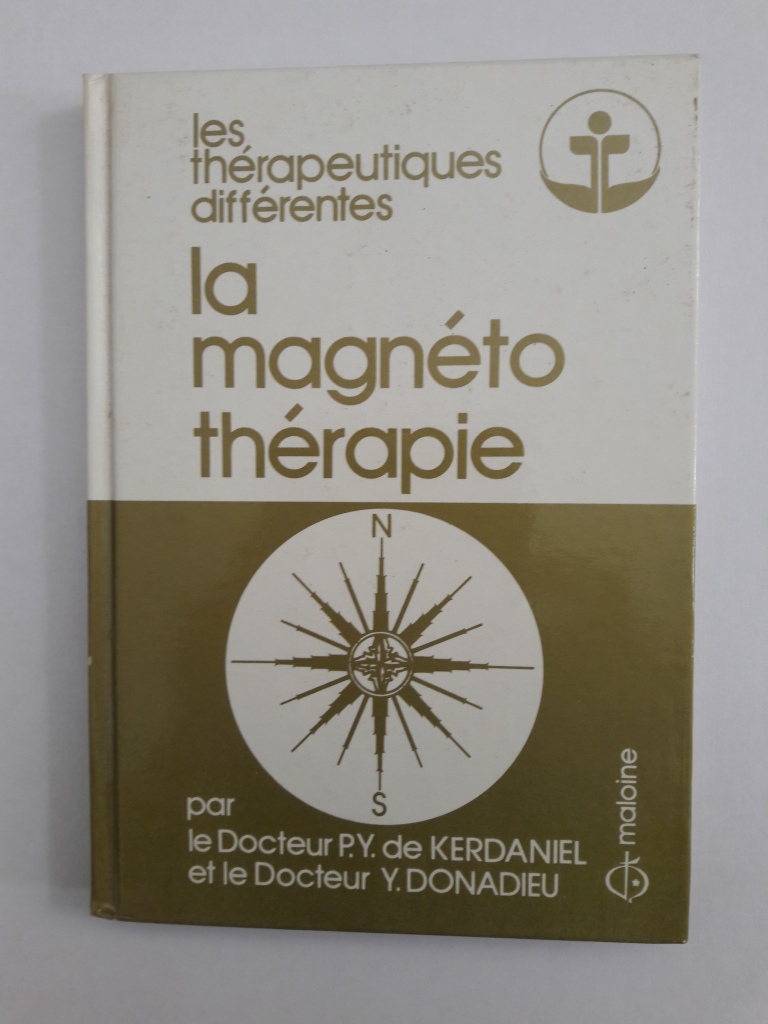 les
thérapeutiques
différentes
la
magnéto
thérapie
N
S
par
le Docteur P.Y. de KERDANIEL
et le Docteur Y. DONADIEU
maloine